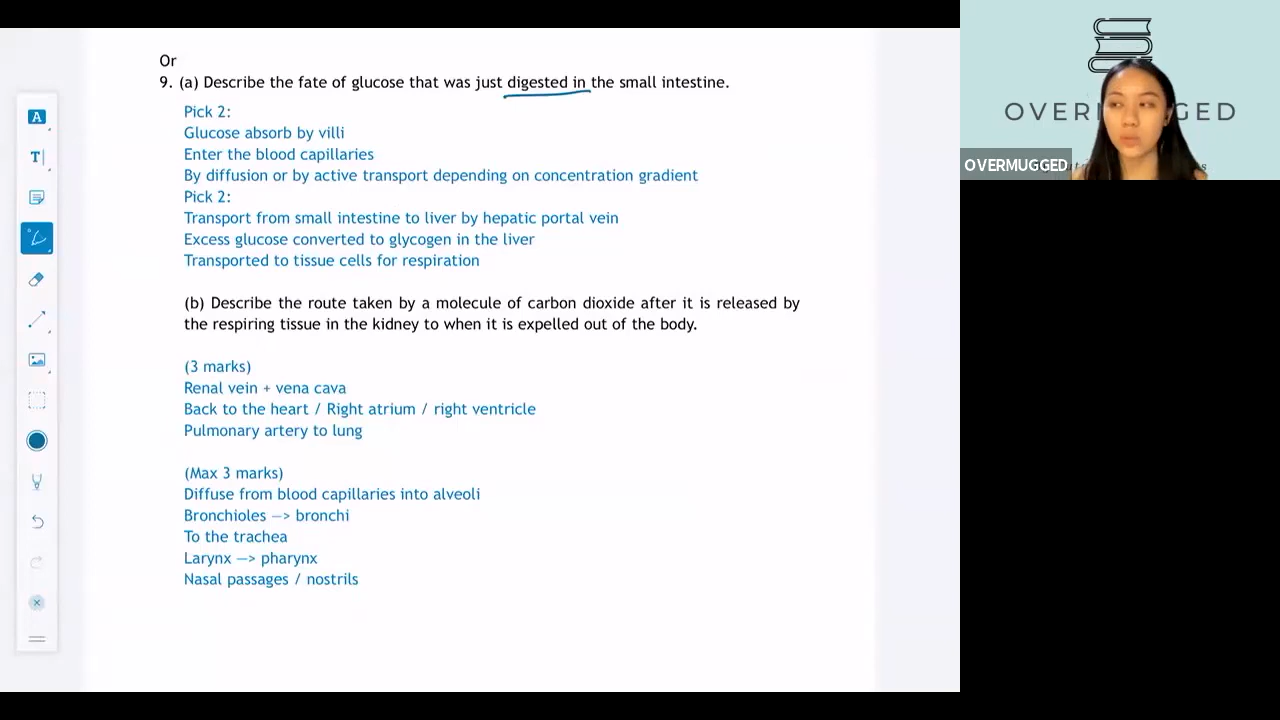 Or
9. (a) Describe the fate of glucose that was just digested in the small intestine.
Pick 2:
Glucose absorb by villi
Enter the blood capillaries
By diffusion or by active transport depending on concentration gradient
Pick 2:
Transport from small intestine to liver by hepatic portal vein
Excess glucose converted to glycogen in the liver
Transported to tissue cells for respiration
(b) Describe the route taken by a molecule of carbon dioxide after it is released by
the respiring tissue in the kidney to when it is expelled out of the body.
(3 marks)
Renal vein + vena cava
Back to the heart / Right atrium / right ventricle
Pulmonary artery to lung
(Max 3 marks)
Diffuse from blood capillaries into alveoli
Bronchioles —> bronchi
To the trachea
Larynx —> pharynx
Nasal passages / nostrils
A
T
OVERMUGGED